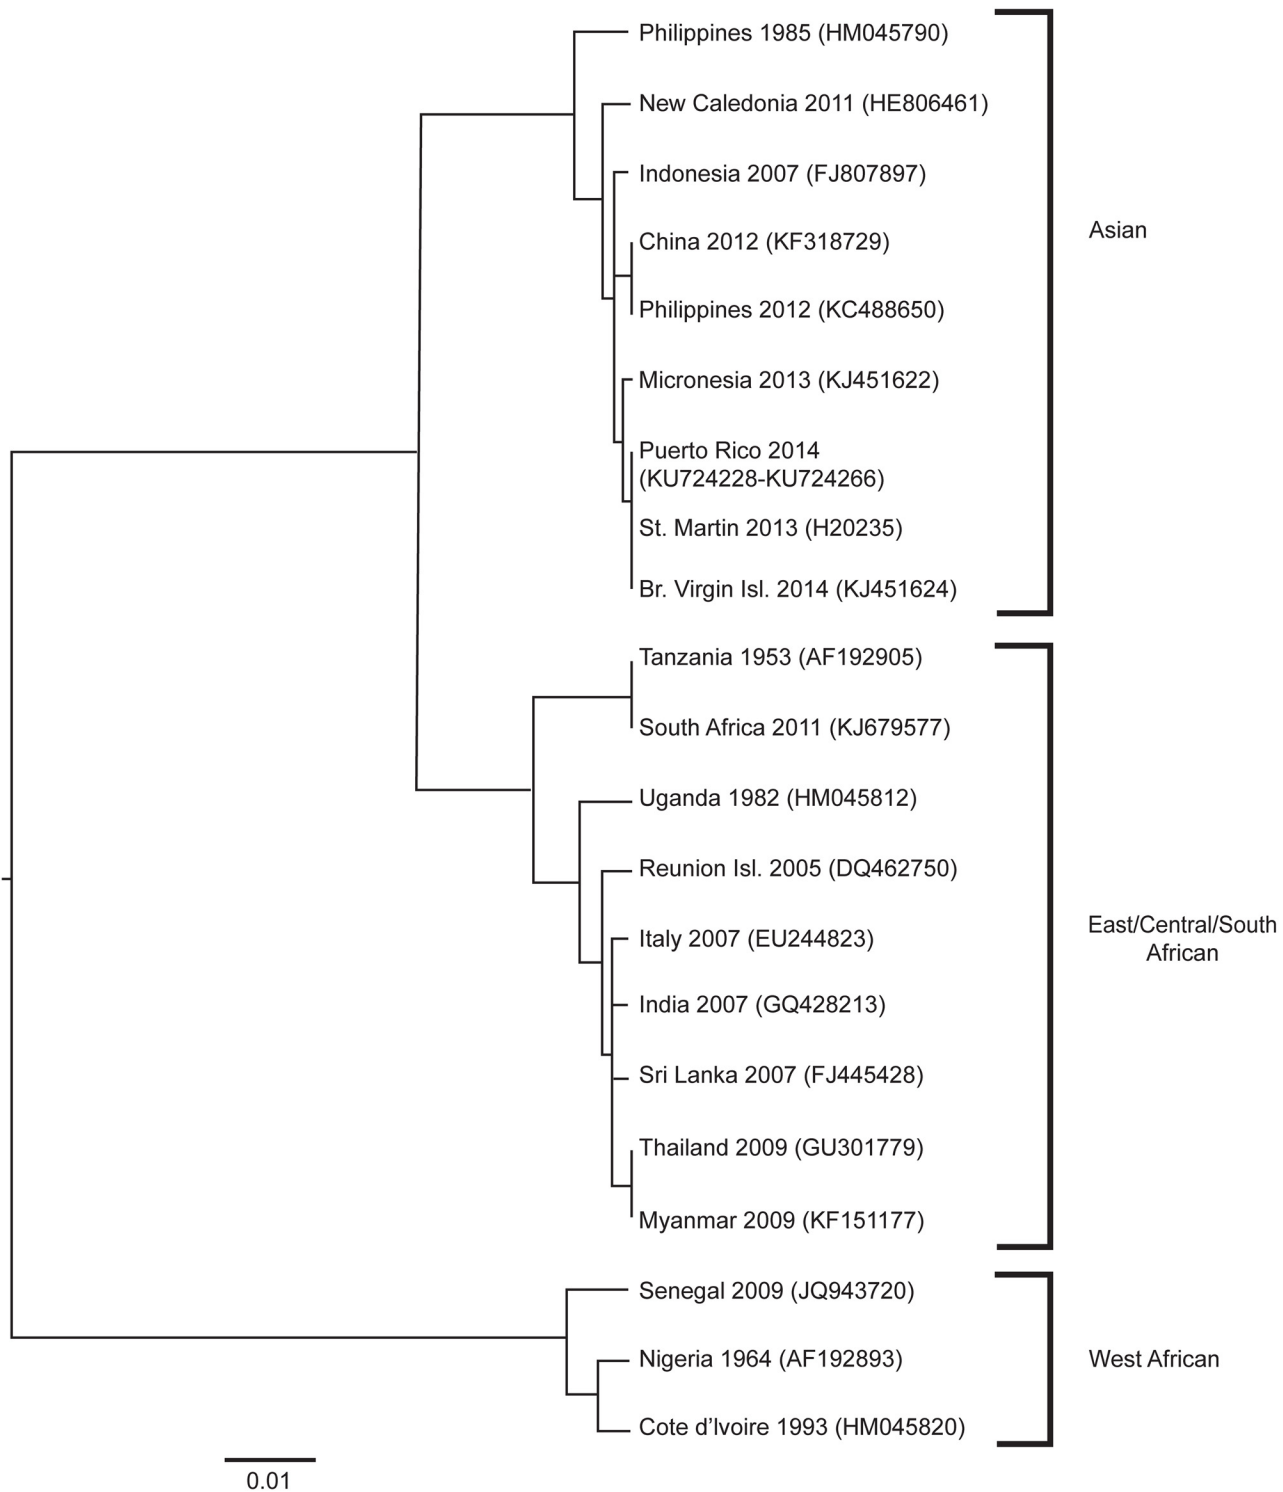 Philippines 1985 (HM045790)
New Caledonia 2011 (HE806461)
Indonesia 2007 (FJ807897)
China 2012 (KF318729)
Philippines 2012 (KC488650)
Micronesia 2013 (KJ451622)
Puerto Rico 2014
(KU724228-KU724266)
St. Martin 2013 (H20235)
Br. Virgin Isl. 2014 (KJ451624)
Asian
Tanzania 1953 (AF192905)
South Africa 2011 (KJ679577)
Uganda 1982 (HM045812)
Reunion Isl. 2005 (DQ462750)
Italy 2007 (EU244823)
India 2007 (GQ428213)
Sri Lanka 2007 (FJ445428)
Thailand 2009 (GU301779)
Myanmar 2009 (KF151177)
East/Central/South
African
Senegal 2009 (JQ943720)
Nigeria 1964 (AF192893)
Cote d’Ivoire 1993 (HM045820)
West African
0.01